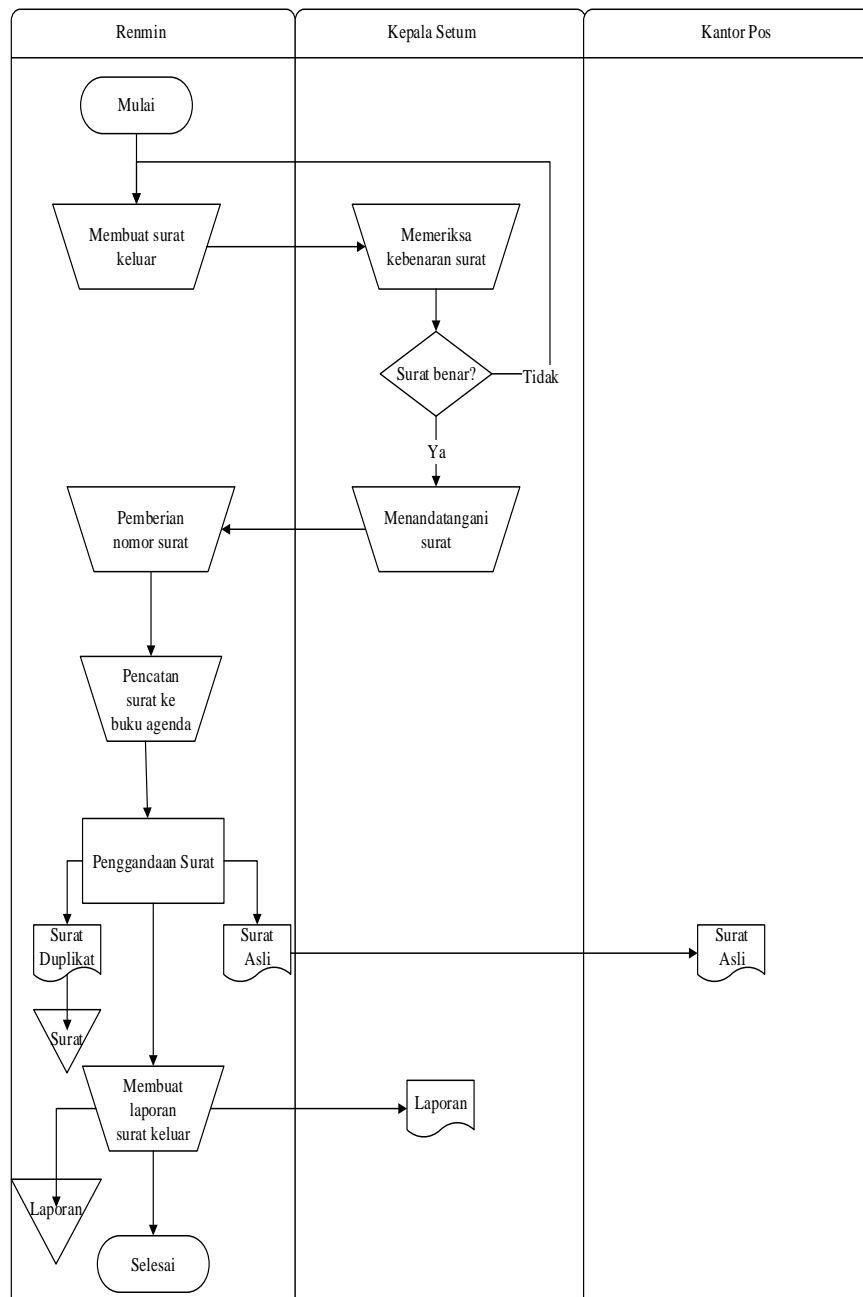 Renmin
Kepala Setum
Kantor Pos
Mulai
Membuat surat
keluar
Memeriksa
kebenaran surat
Surat benar?
Tidak
Ya
Menandatangani
surat
Pemberian
nomor surat
Pencatan
surat ke
buku agenda
Penggandaan Surat
Surat
Duplikat
Surat
Asli
Surat
Asli
Surat
Membuat
laporan
surat keluar
Laporan
Laporan
Selesai